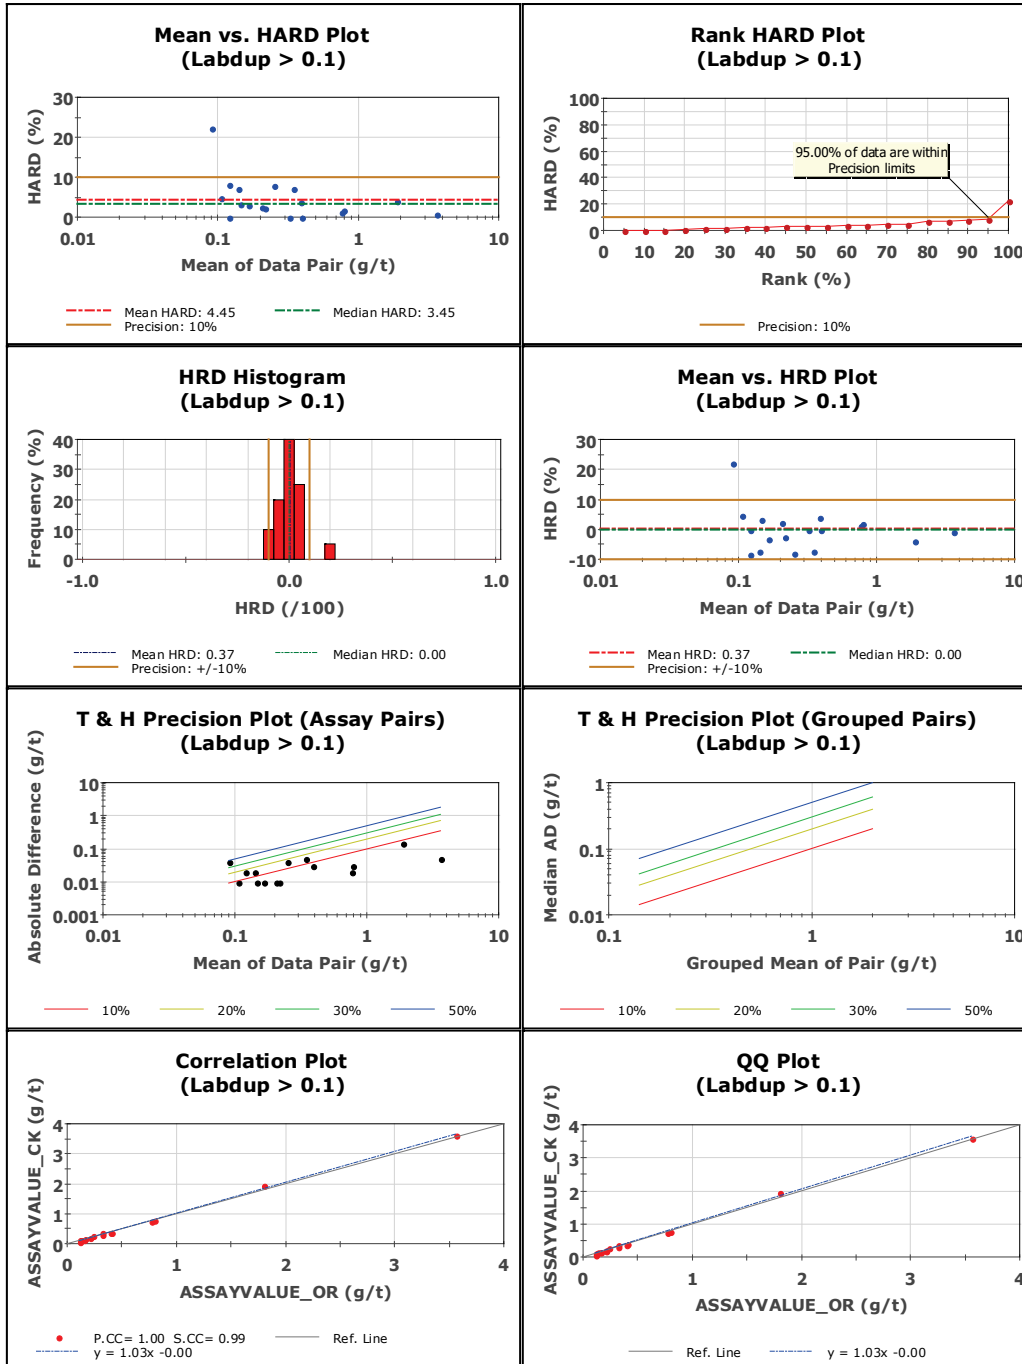 Mean vs. HARD Plot
(Labdup > 0.1)
HARD (%)
30
20
10
0
0.01
0.1
1
10
Mean of Data Pair (g/t)
Mean HARD: 4.45
Median HARD: 3.45
Precision: 10%
Rank HARD Plot
(Labdup > 0.1)
HARD (%)
100
80
60
40
20
0
95.00% of data are within
Precision limits
0 10 20 30 40 50 60 70 80 90 100
Rank (%)
Precision: 10%
HRD Histogram
(Labdup > 0.1)
Frequency (%)
40
30
20
10
0
-1.0
0.0
1.0
HRD (/100)
Mean HRD: 0.37
Median HRD: 0.00
Precision: +/-10%
Mean vs. HRD Plot
(Labdup > 0.1)
HRD (%)
30
20
10
0
-10
0.01
0.1
1
10
Mean of Data Pair (g/t)
Mean HRD: 0.37
Median HRD: 0.00
Precision: +/-10%
T & H Precision Plot (Assay Pairs)
(Labdup > 0.1)
Absolute Difference (g/t)
10
1
0.1
0.01
0.001
0.01
0.1
1
10
Mean of Data Pair (g/t)
10%
20%
30%
50%
T & H Precision Plot (Grouped Pairs)
(Labdup > 0.1)
Median AD (g/t)
1
0.1
0.01
0.1
1
10
Grouped Mean of Pair (g/t)
10%
20%
30%
50%
Correlation Plot
(Labdup > 0.1)
ASSAYVALUE_CK (g/t)
4
3
2
1
0
0 1 2 3 4
ASSAYVALUE_OR (g/t)
P.CC= 1.00 S.CC= 0.99
Ref. Line
y = 1.03x -0.00
QQ Plot
(Labdup > 0.1)
ASSAYVALUE_CK (g/t)
4
3
2
1
0
0 1 2 3 4
ASSAYVALUE_OR (g/t)
Ref. Line
y = 1.03x -0.00